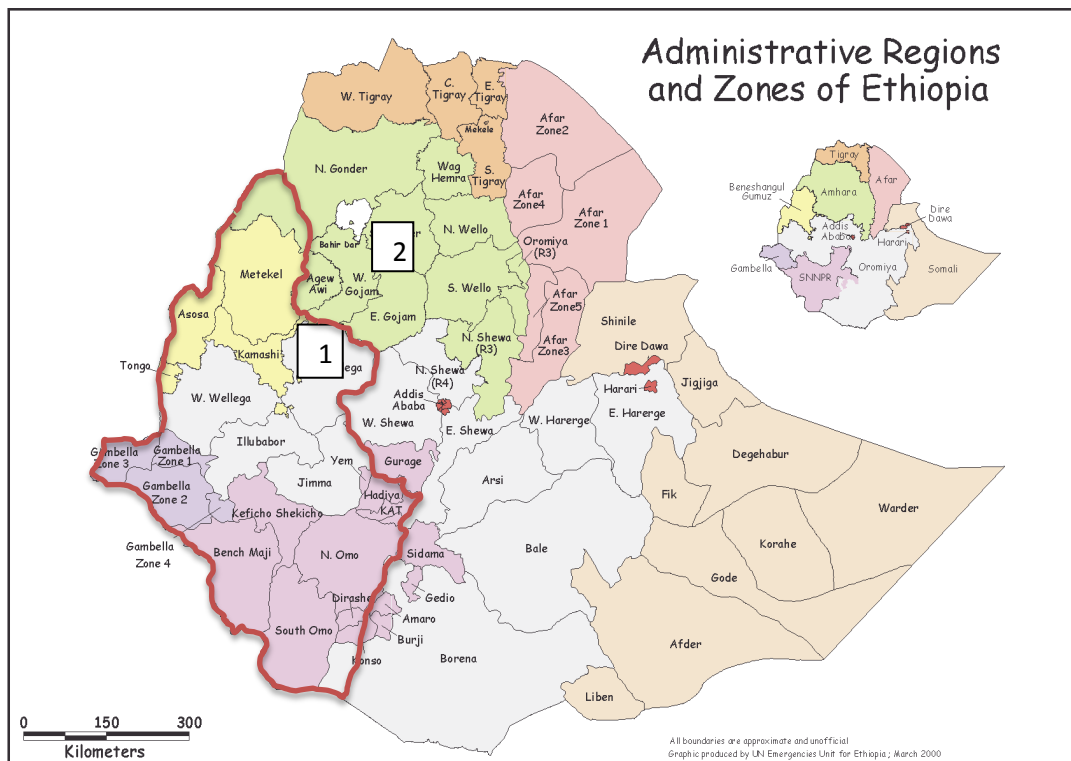 Administrative Regions
and Zones of Ethiopia
W. Tigray
C.
Tigray
E.
Tigray
Mekele
S.
Tigray
Afar
Zone2
N. Gonder
Wag
Hemra
Afar
Zone4
Afar
Zone 1
Bahir Dar
2
N. Wello
Oromiya
(R3)
Metekel
Agew
Awi
W.
Gojam
S. Wello
Afar
Zone5
Asosa
E. Gojam
N. Shewa
(R3)
Afar
Zone3
Shinile
Dire Dawa
Tongo
Kamashi
1
N. Shewa
(R4)
Addis
Ababa
Harari
Jigjiga
W. Wellega
W. Shewa
E. Shewa
W. Harerge
E. Harerge
Gambella
Zone 3
Gambella
Zone 1
Illubabor
Yem
Gurage
Degehabur
Gambella
Zone 2
Jimma
Hadiya
KAT
Arsi
Fik
Warder
Keficho Shekicho
Gambella
Zone 4
Bench Maji
N. Omo
Sidama
Bale
Korahe
Gode
Dirashe
Gedio
Amaro
Burji
South Omo
Konso
Borena
Afder
Liben
Tigray
Afar
Beneshangul
Gumuz
Amhara
Dire
Dawa
Addis
Ababa
Harari
Gambella
SNNPR
Oromiya
Somali
0 150 300
Kilometers
All boundaries are approximate and unofficial
Graphic produced by UN Emergencies Unit for Ethiopia ; March 2000